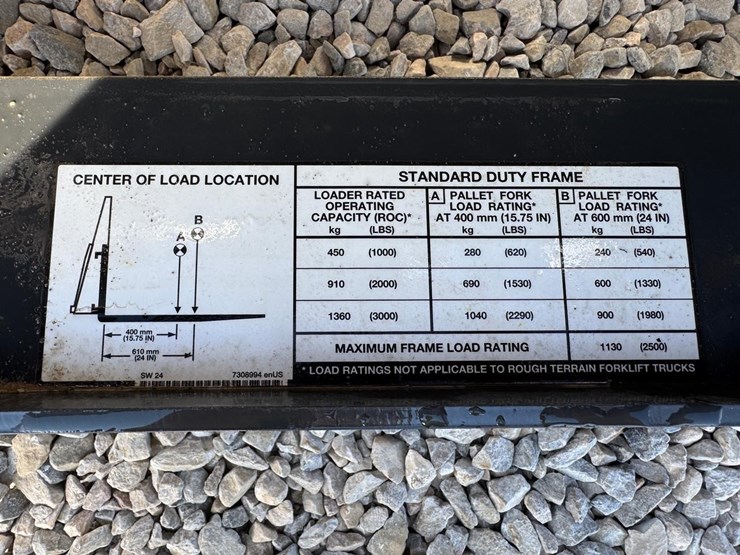 CENTER OF LOAD LOCATION
B
A
400 mm
(15.75 IN)
610 mm
(24 IN)
SW 24 7308994 enUS
STANDARD DUTY FRAME
LOADER RATED
OPERATING
CAPACITY (ROC)*
kg (LBS)
A PALLET FORK
LOAD RATING*
AT 400 mm (15.75 IN)
kg (LBS)
B PALLET FORK
LOAD RATING*
AT 600 mm (24 IN)
kg (LBS)
450 (1000) 280 (620) 240 (540)
910 (2000) 690 (1530) 600 (1330)
1360 (3000) 1040 (2290) 900 (1980)
MAXIMUM FRAME LOAD RATING 1130 (2500)
* LOAD RATINGS NOT APPLICABLE TO ROUGH TERRAIN FORKLIFT TRUCKS